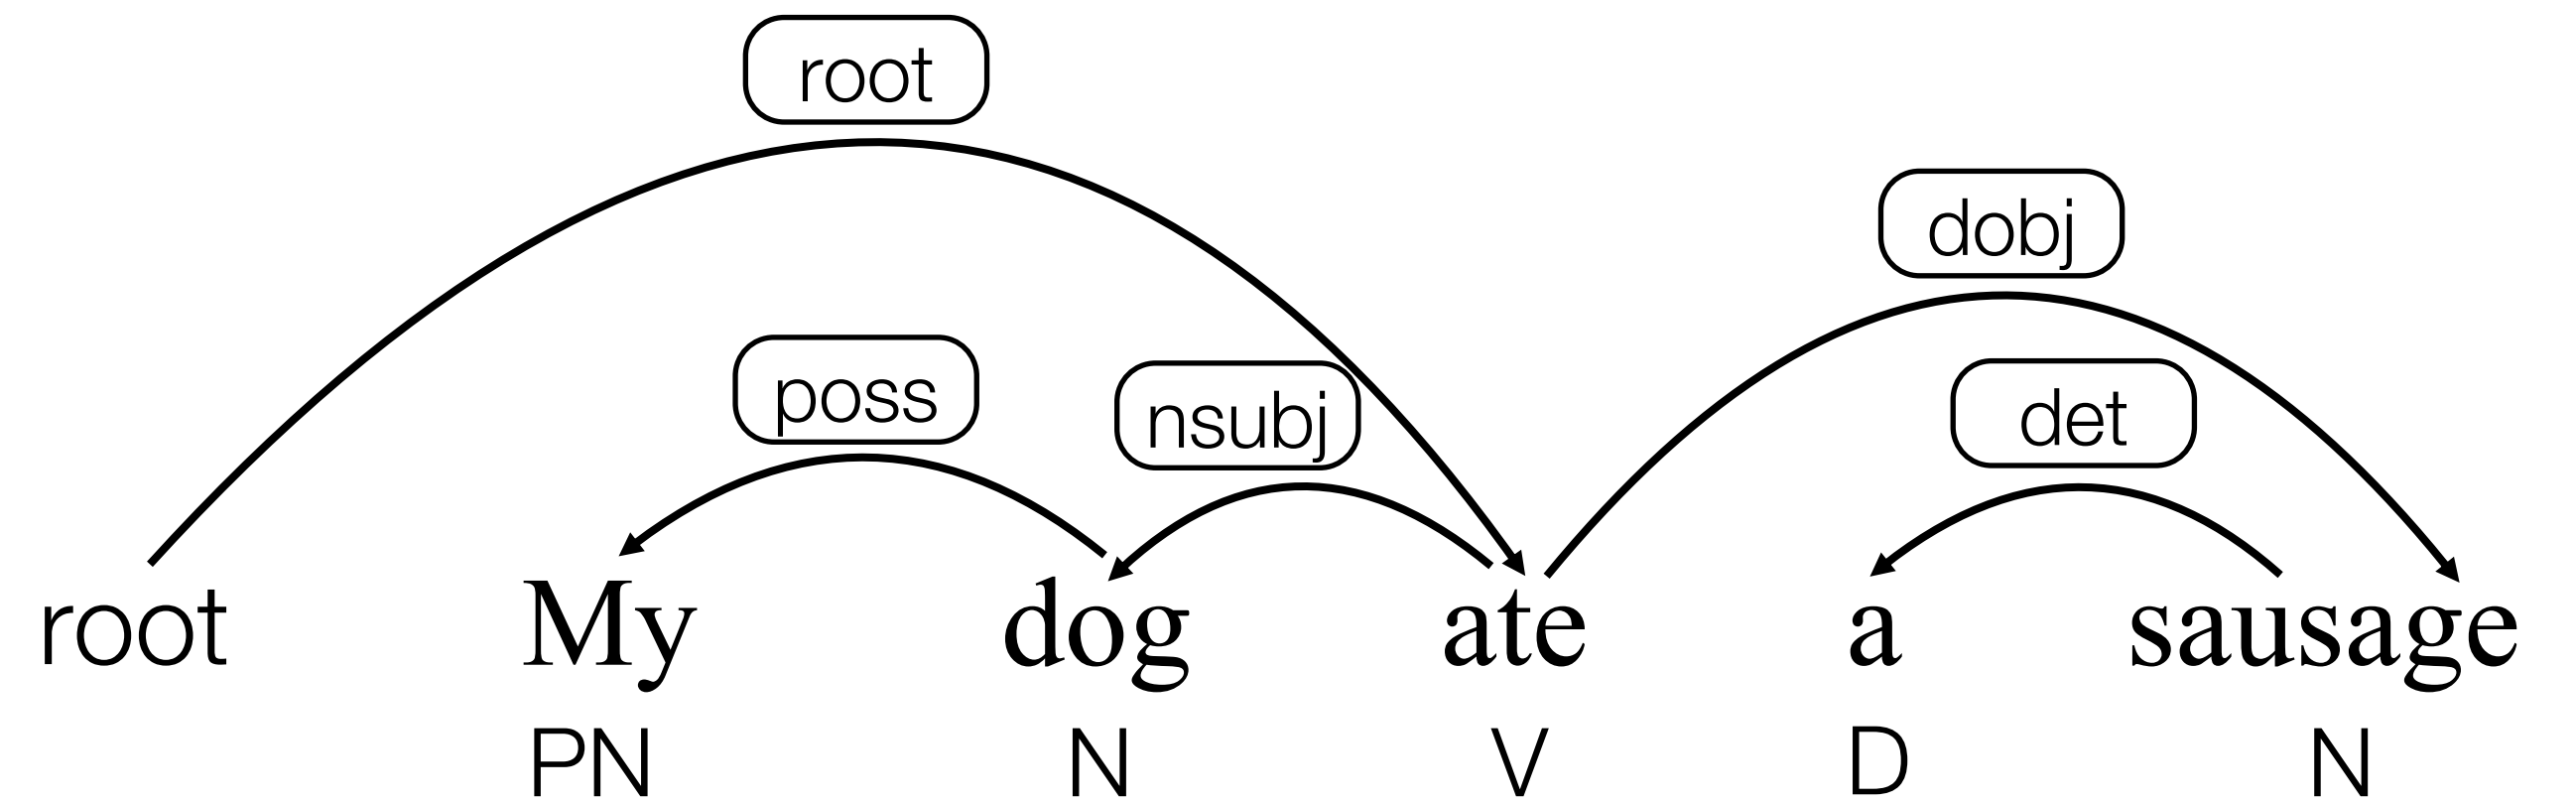 root
dobj
poss
nsubj
det
root My dog ate a sausage
PN N V D N